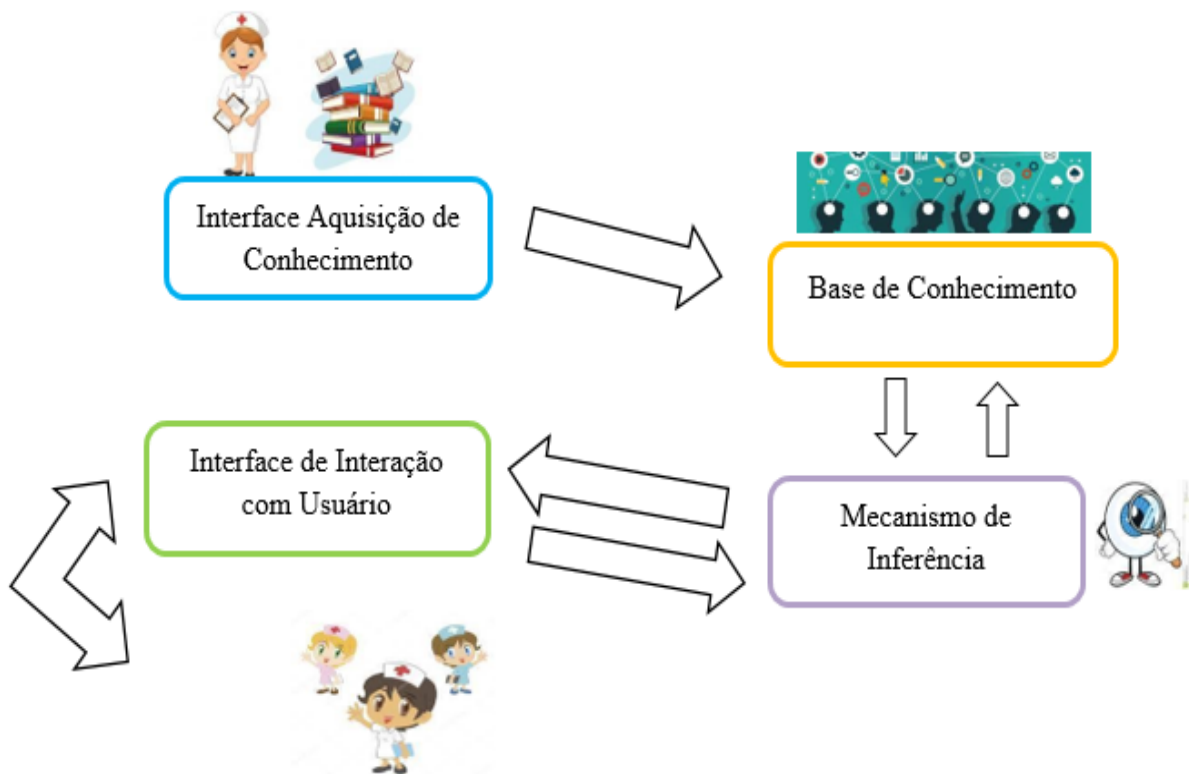 Interface Aquisição de
Conhecimento
Base de Conhecimento
Interface de Interação
com Usuário
Mecanismo de
Inferência